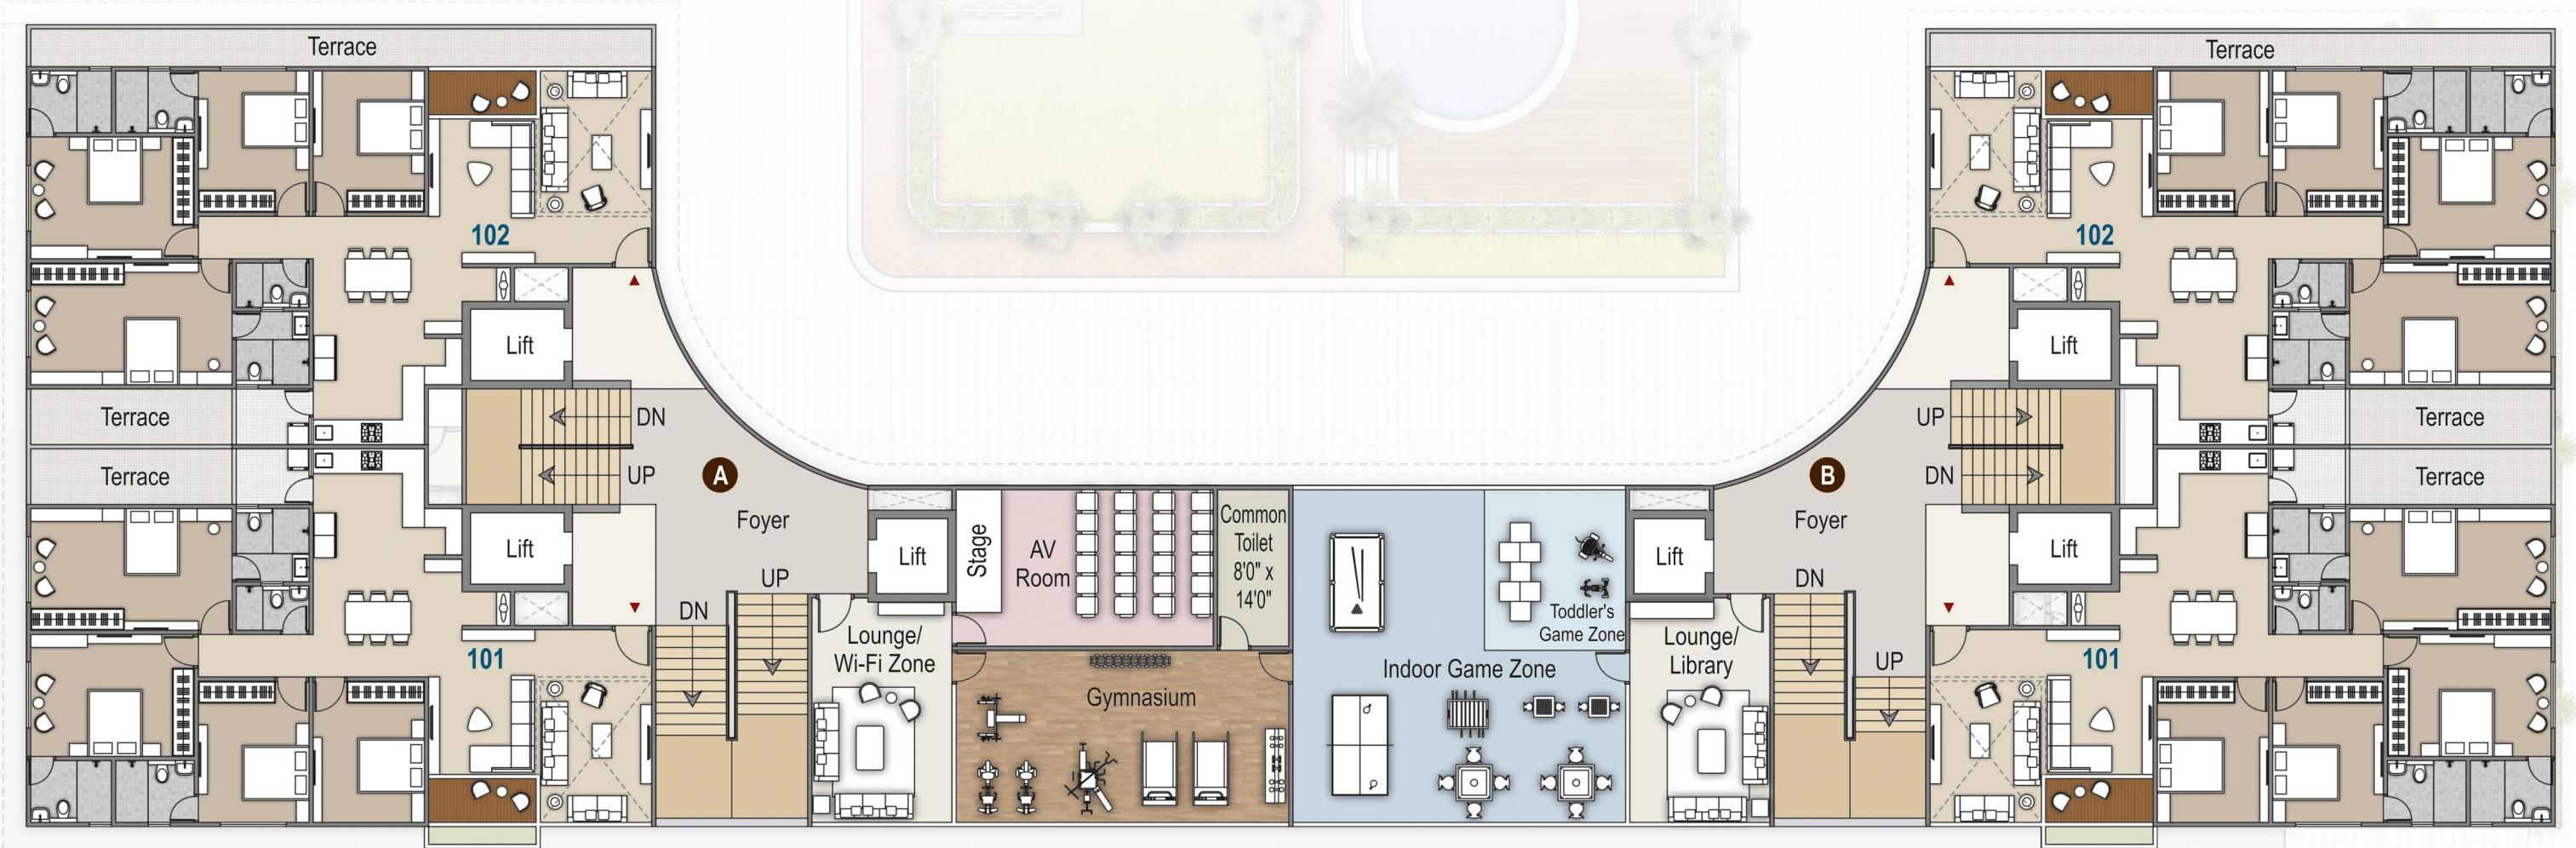 Terrace
Terrace
102
102
Lift
Lift
Terrace
DN
UP
Terrace
Terrace
UP
A
B
DN
Terrace
Foyer
Foyer
Lift
Lift
Lift
Stage
AV
Room
Common
Toilet
8'0" x
14'0"
Lift
UP
DN
DN
Toddler's
Game Zone
Lounge/
Wi-Fi Zone
Lounge/
Library
101
Gymnasium
Indoor Game Zone
UP
101